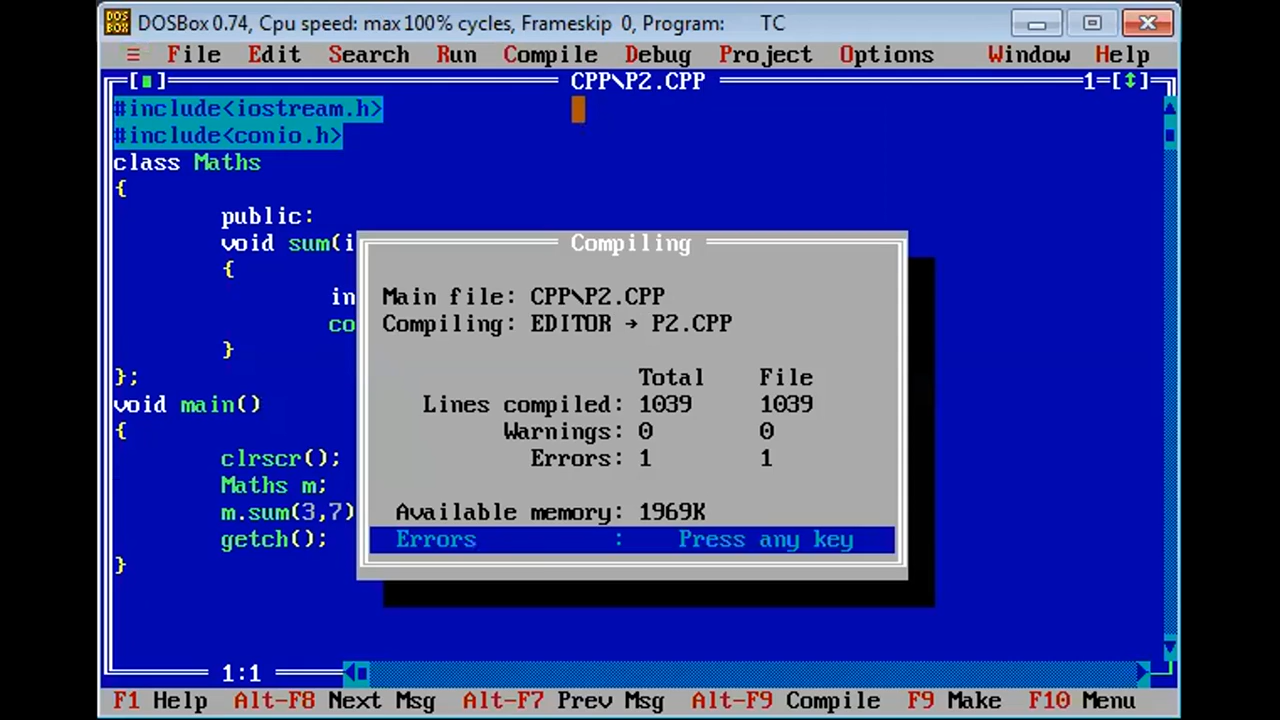 DOSBox 0.74, Cpu speed: max 100% cycles, Frameskip 0, Program: TC
≡ File Edit Search Run Compile Debug Project Options Window Help
[■] CPP\P2.CPP 1=[↕]
#include<iostream.h>
#include<conio.h>
class Maths
{
public:
void sum(i
{
in
co
}
};
void main()
{
clrscr();
Maths m;
m.sum(3,7)
getch();
}
Compiling
Main file: CPP\P2.CPP
Compiling: EDITOR → P2.CPP
Total File
Lines compiled: 1039 1039
Warnings: 0 0
Errors: 1 1
Available memory: 1969K
Errors : Press any key
1:1
F1 Help Alt-F8 Next Msg Alt-F7 Prev Msg Alt-F9 Compile F9 Make F10 Menu